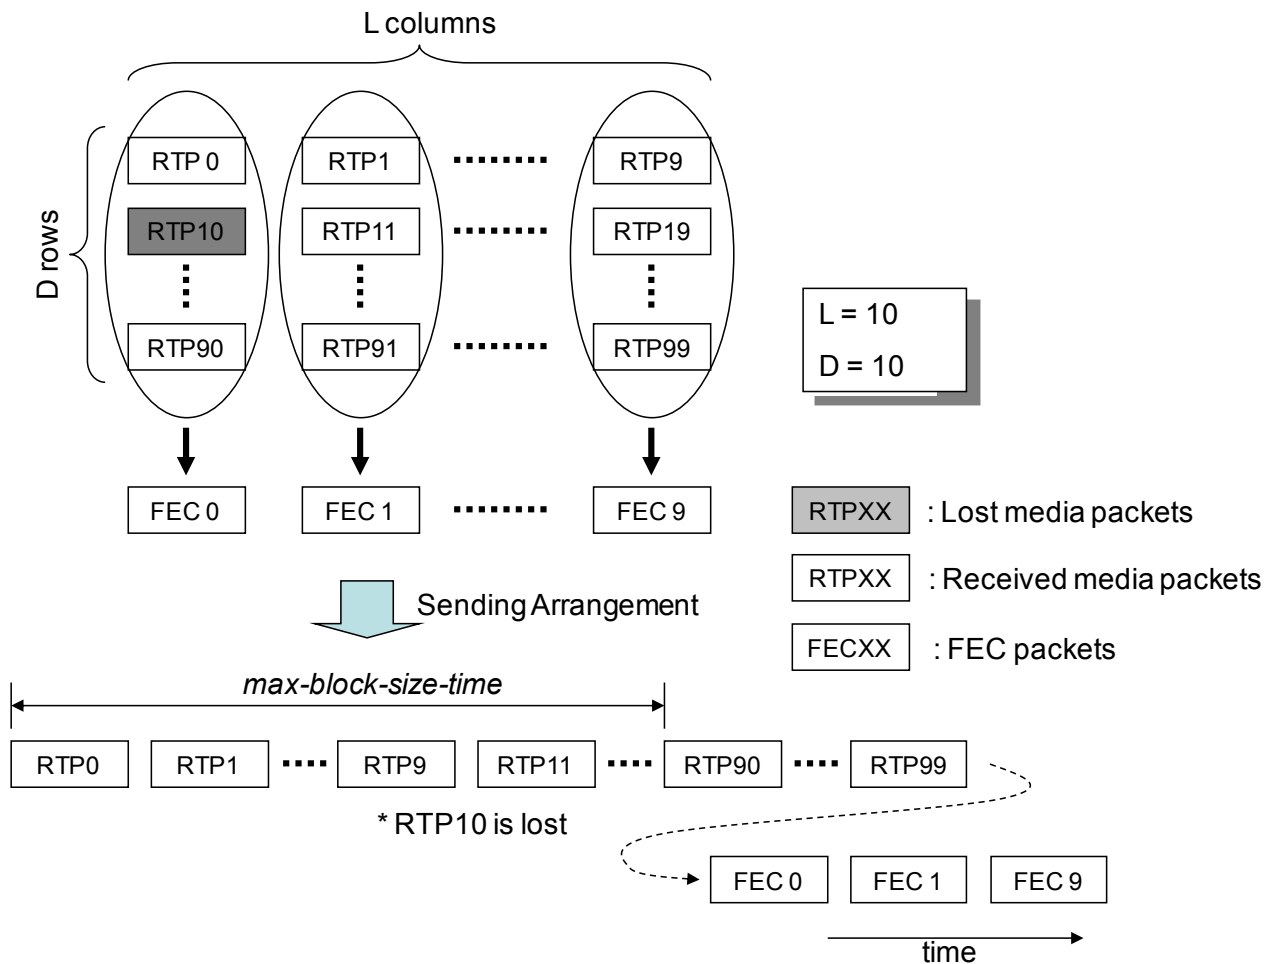 L columns
D rows
RTP 0
RTP1
RTP9
RTP10
RTP11
RTP19
RTP90
RTP91
RTP99
L = 10
D = 10
FEC 0
FEC 1
FEC 9
RTPXX : Lost media packets
RTPXX : Received media packets
FECXX : FEC packets
Sending Arrangement
max-block-size-time
RTP0
RTP1
RTP9
RTP11
RTP90
RTP99
* RTP10 is lost
FEC 0
FEC 1
FEC 9
time